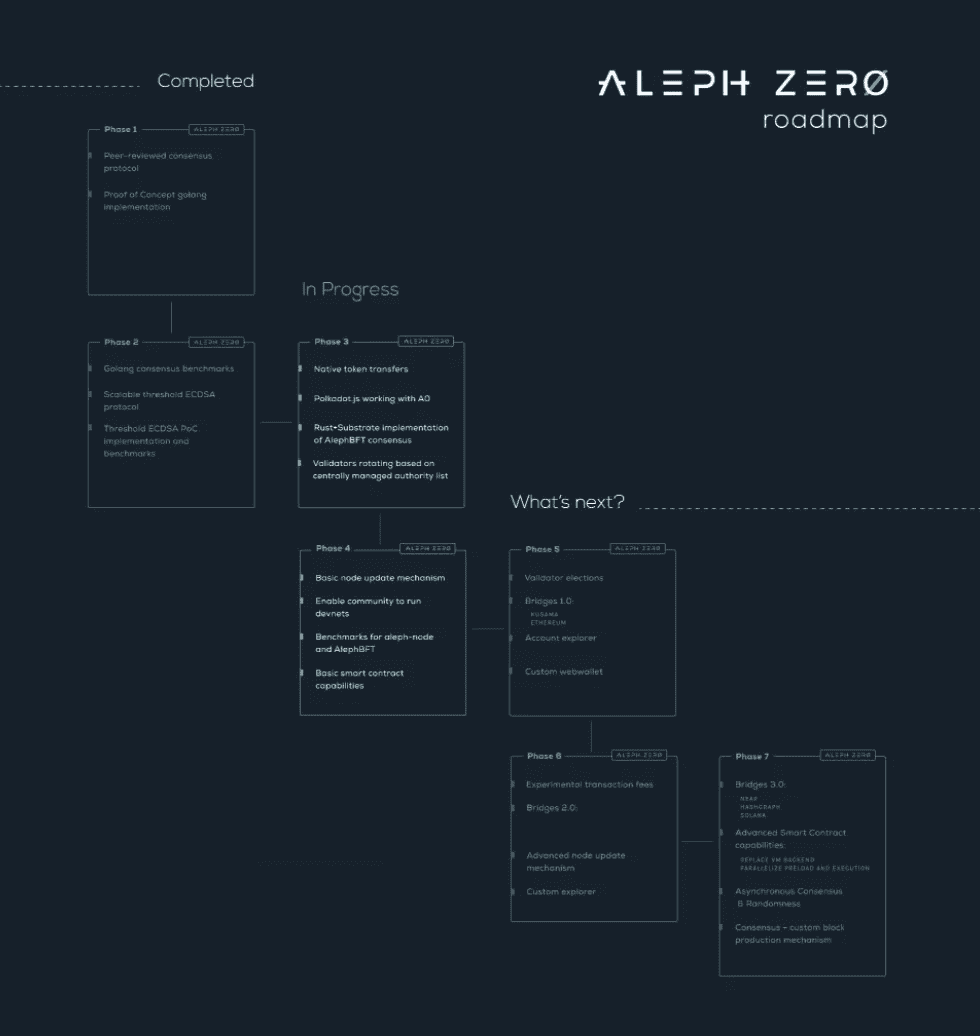 Completed
ALEPH ZERØ
roadmap
Phase 1
ALEPH ZERØ
Peer-reviewed consensus
protocol
Proof of Concept golang
implementation
In Progress
Phase 2
ALEPH ZERØ
Golang consensus benchmarks
Scalable threshold ECDSA
protocol
Threshold ECDSA PoC
implementation and
benchmarks
Phase 3
ALEPH ZERØ
Native token transfers
Polkadot.js working with A0
Rust+Substrate implementation
of AlephBFT consensus
Validators rotating based on
centrally managed authority list
What's next?
Phase 4
ALEPH ZERØ
Basic node update mechanism
Enable community to run
devnets
Benchmarks for aleph-node
and AlephBFT
Basic smart contract
capabilities
Phase 5
ALEPH ZERØ
Validator elections
Bridges 1.0:
KUSAMA
ETHEREUM
Account explorer
Custom webwallet
Phase 6
ALEPH ZERØ
Experimental transaction fees
Bridges 2.0:
Advanced node update
mechanism
Custom explorer
Phase 7
ALEPH ZERØ
Bridges 3.0:
NEAR
HASHGRAPH
SOLANA
Advanced Smart Contract
capabilities:
REPLACE VM BACKEND
PARALLELIZE PRELOAD AND EXECUTION
Asynchronous Consensus
& Randomness
Consensus - custom block
production mechanism